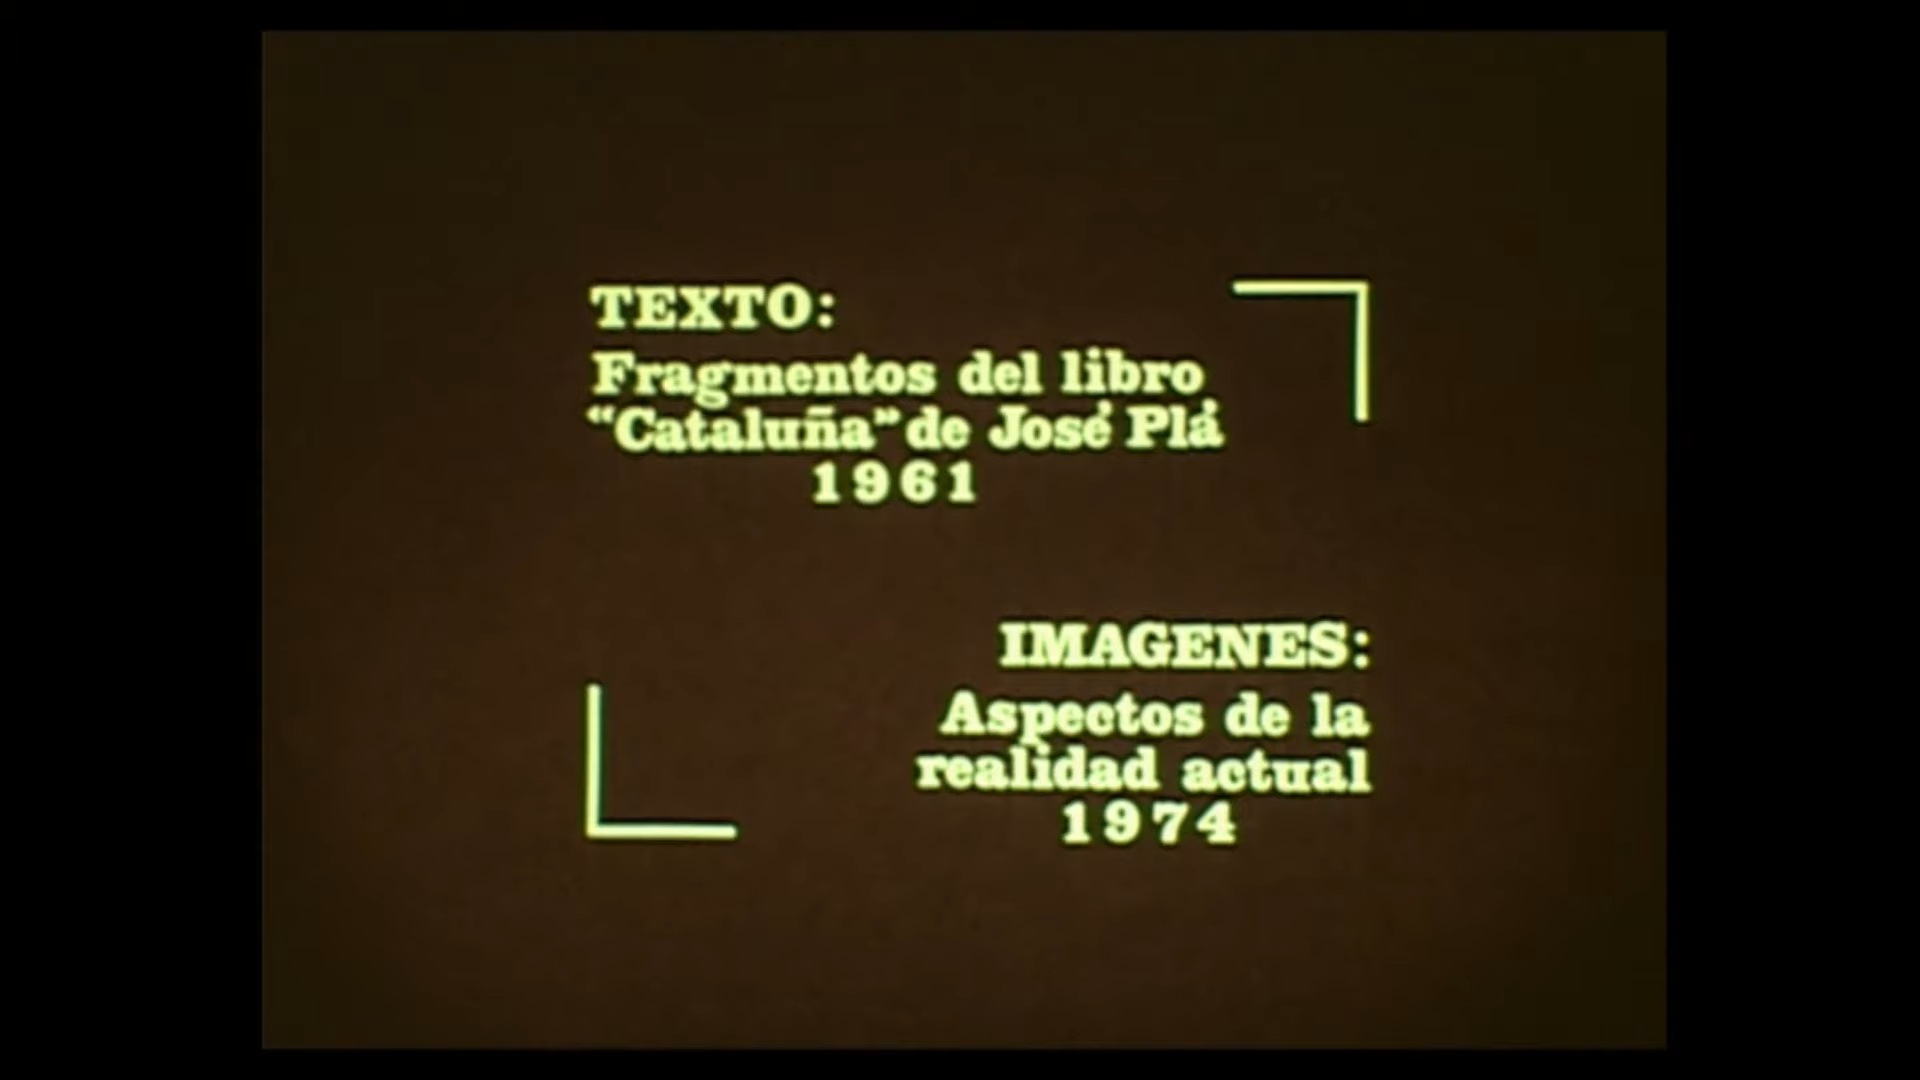 TEXTO:
Fragmentos del libro
“Cataluña” de José Plá
1961
IMAGENES:
Aspectos de la
realidad actual
1974